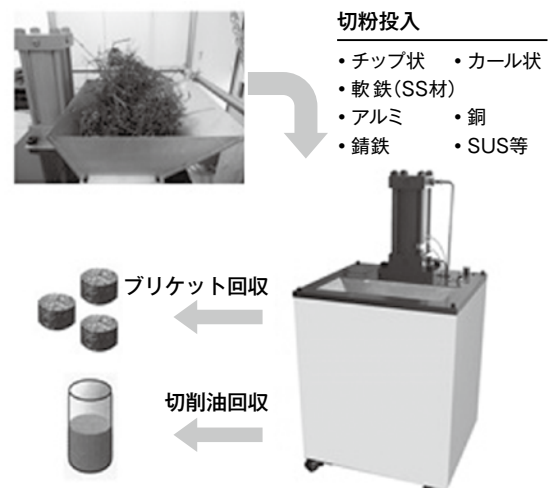 切粉投入
・チップ状 ・カール状
・軟鉄(SS材)
・アルミ ・銅
・錆鉄 ・SUS等
ブリケット回収
切削油回収